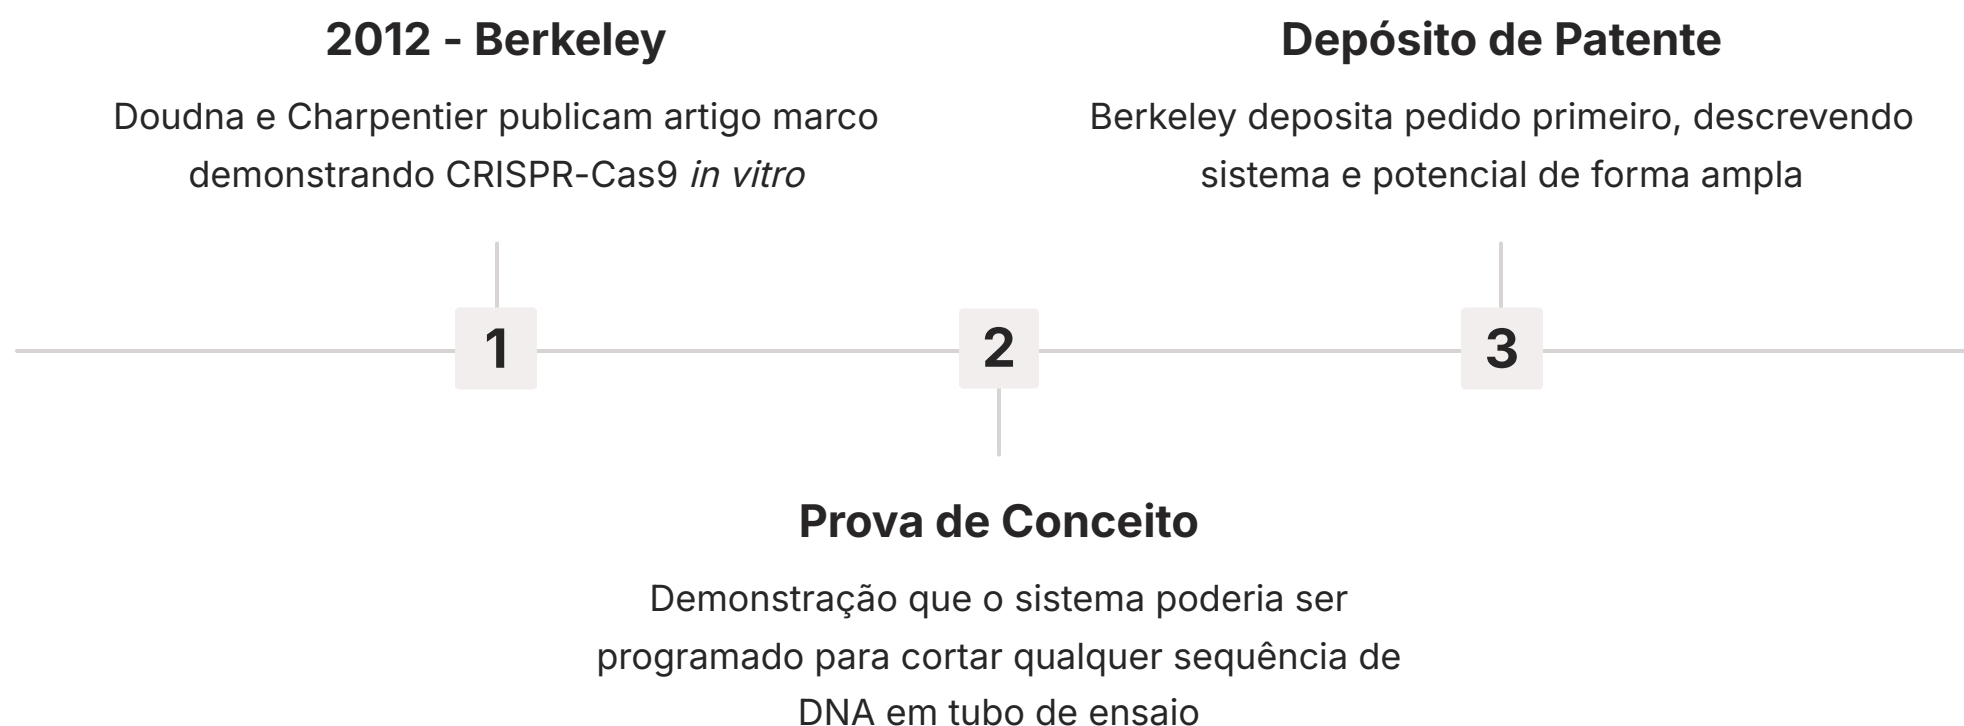 2012 - Berkeley
Doudna e Charpentier publicam artigo marco
demonstrando CRISPR-Cas9 in vitro
Depósito de Patente
Berkeley deposita pedido primeiro, descrevendo
sistema e potencial de forma ampla
1
2
3
Prova de Conceito
Demonstração que o sistema poderia ser
programado para cortar qualquer sequência de
DNA em tubo de ensaio